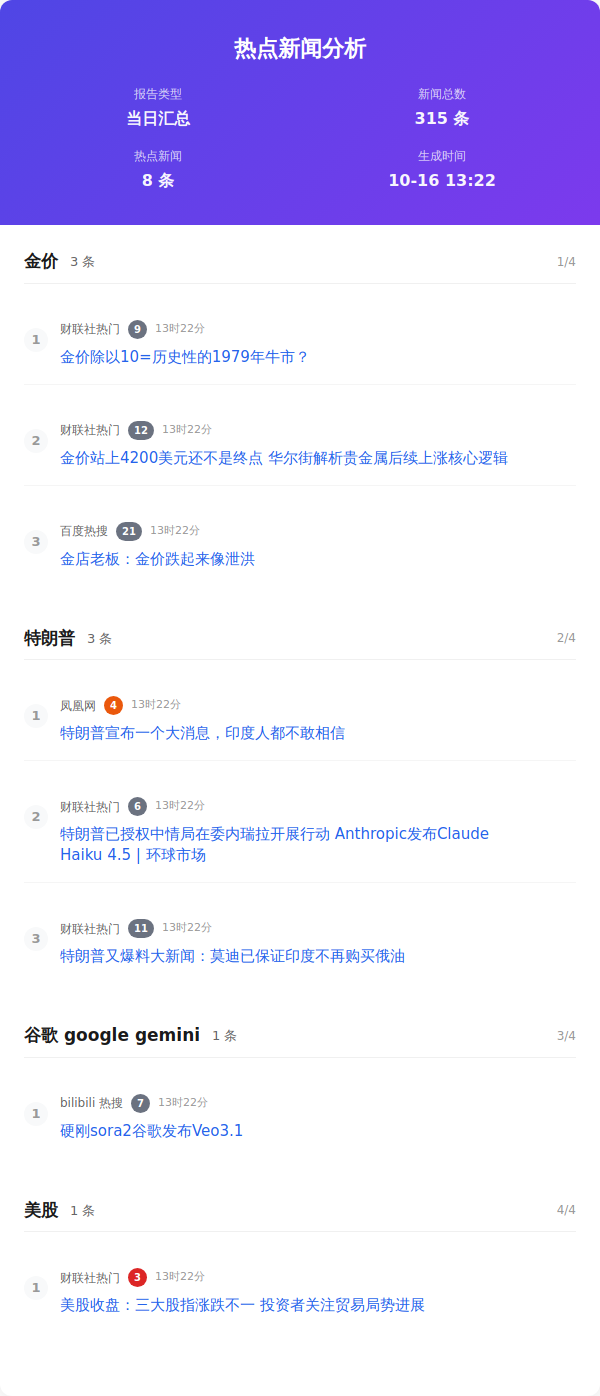 热点新闻分析
报告类型
新闻总数
当日汇总
315 条
热点新闻
生成时间
8 条
10-16 13:22
金价 3 条 1/4
1
财联社热门 9 13时22分
金价除以10=历史性的1979年牛市？
2
财联社热门 12 13时22分
金价站上4200美元还不是终点 华尔街解析贵金属后续上涨核心逻辑
3
百度热搜 21 13时22分
金店老板：金价跌起来像泄洪
特朗普 3 条 2/4
1
凤凰网 4 13时22分
特朗普宣布一个大消息，印度人都不敢相信
2
财联社热门 6 13时22分
特朗普已授权中情局在委内瑞拉开展行动 Anthropic发布Claude
Haiku 4.5 | 环球市场
3
财联社热门 11 13时22分
特朗普又爆料大新闻：莫迪已保证印度不再购买俄油
谷歌 google gemini 1 条 3/4
1
bilibili 热搜 7 13时22分
硬刚sora2谷歌发布Veo3.1
美股 1 条 4/4
1
财联社热门 3 13时22分
美股收盘：三大股指涨跌不一 投资者关注贸易局势进展